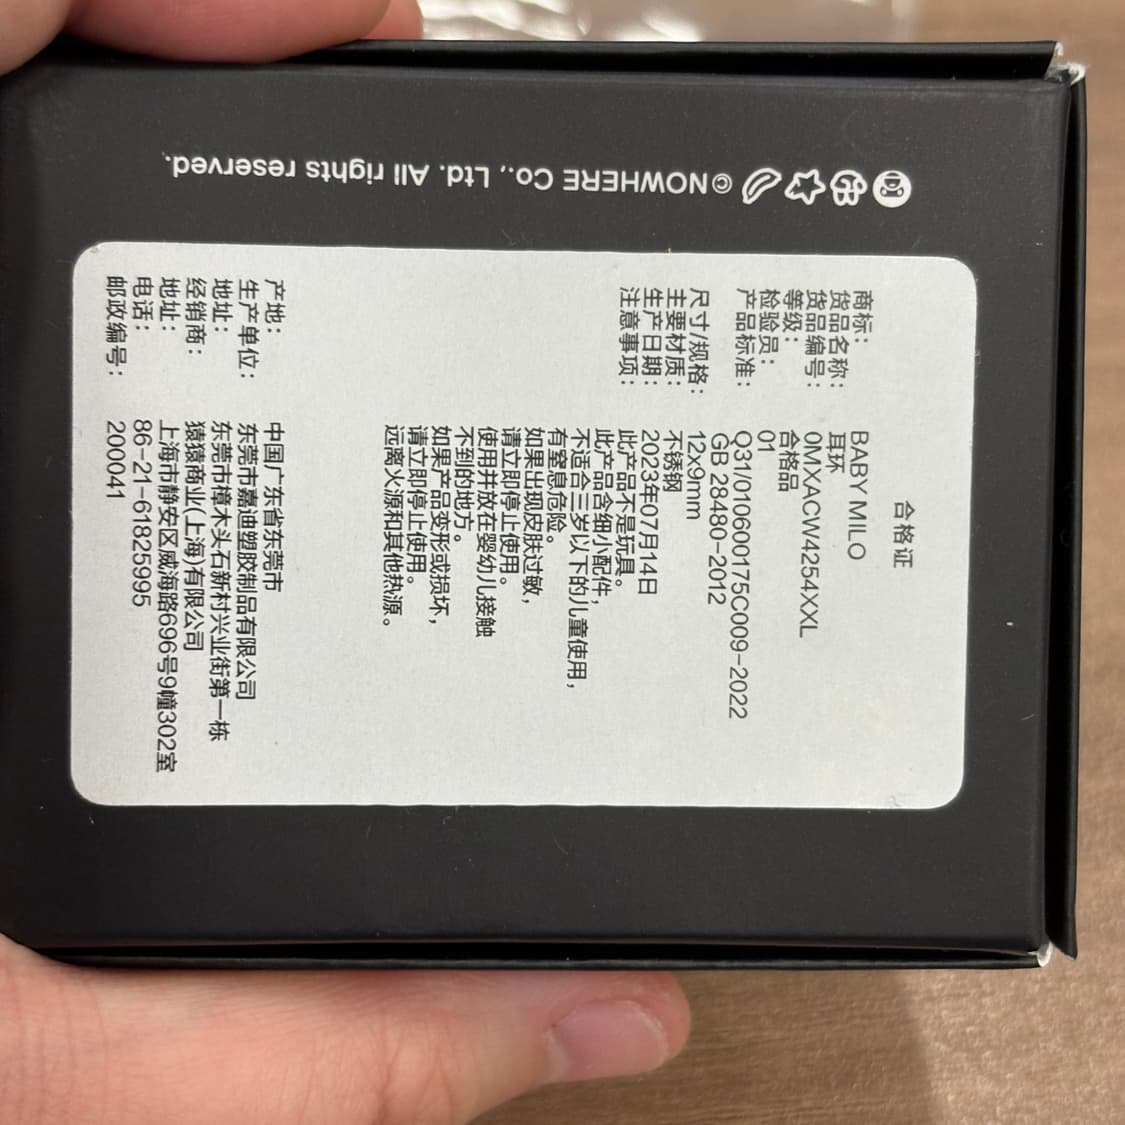 ©NOWHERE Co., Ltd. All rights reserved.
合格证
商标: BABY MILO
货品名称: 耳环
货品编号: 0MXACW4254XXL
等级: 合格品
检验员: 01
产品标准: Q31/010600175C009-2022
GB 28480-2012
尺寸/规格: 12x9mm
主要材质: 不锈钢
生产日期: 2023年07月14日
注意事项: 此产品不是玩具。
此产品含细小配件,
不适合三岁以下的儿童使用,
有窒息危险。
如果出现皮肤过敏,
请立即停止使用。
使用并放在婴幼儿接触
不到的地方。
如果产品变形或损坏,
请立即停止使用。
远离火源和其他热源。
产地: 中国广东省东莞市
生产单位: 东莞市嘉迪塑胶制品有限公司
地址: 东莞市樟木头石新村兴业街第一栋
经销商: 猿猿商业(上海)有限公司
地址: 上海市静安区威海路696号9幢302室
电话: 86-21-61825995
邮政编号: 200041